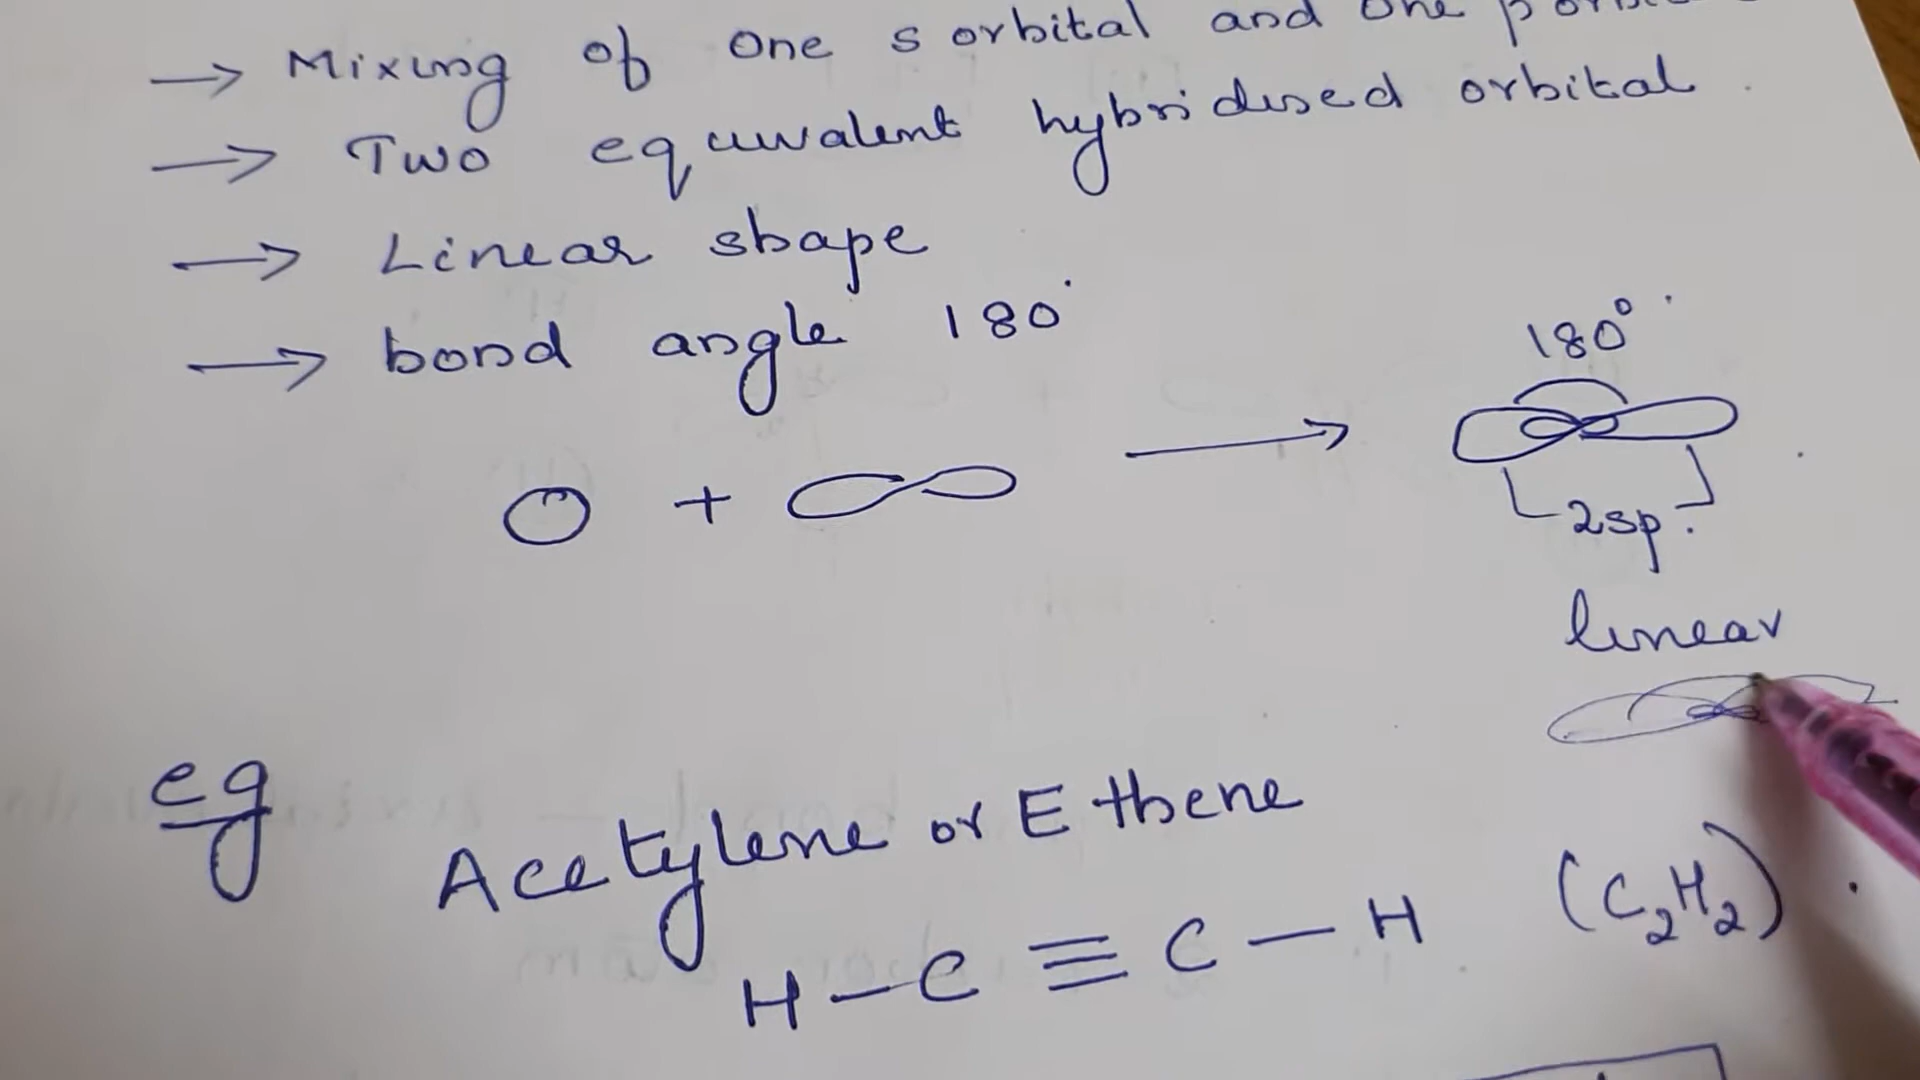 → Mixing of one s orbital and one p
→ Two equivalent hybridised orbital
→ Linear shape
→ bond angle 180°
180°
+ →
2sp
linear
eg
Acetylene or Ethene
H-C≡C-H (C₂H₂)